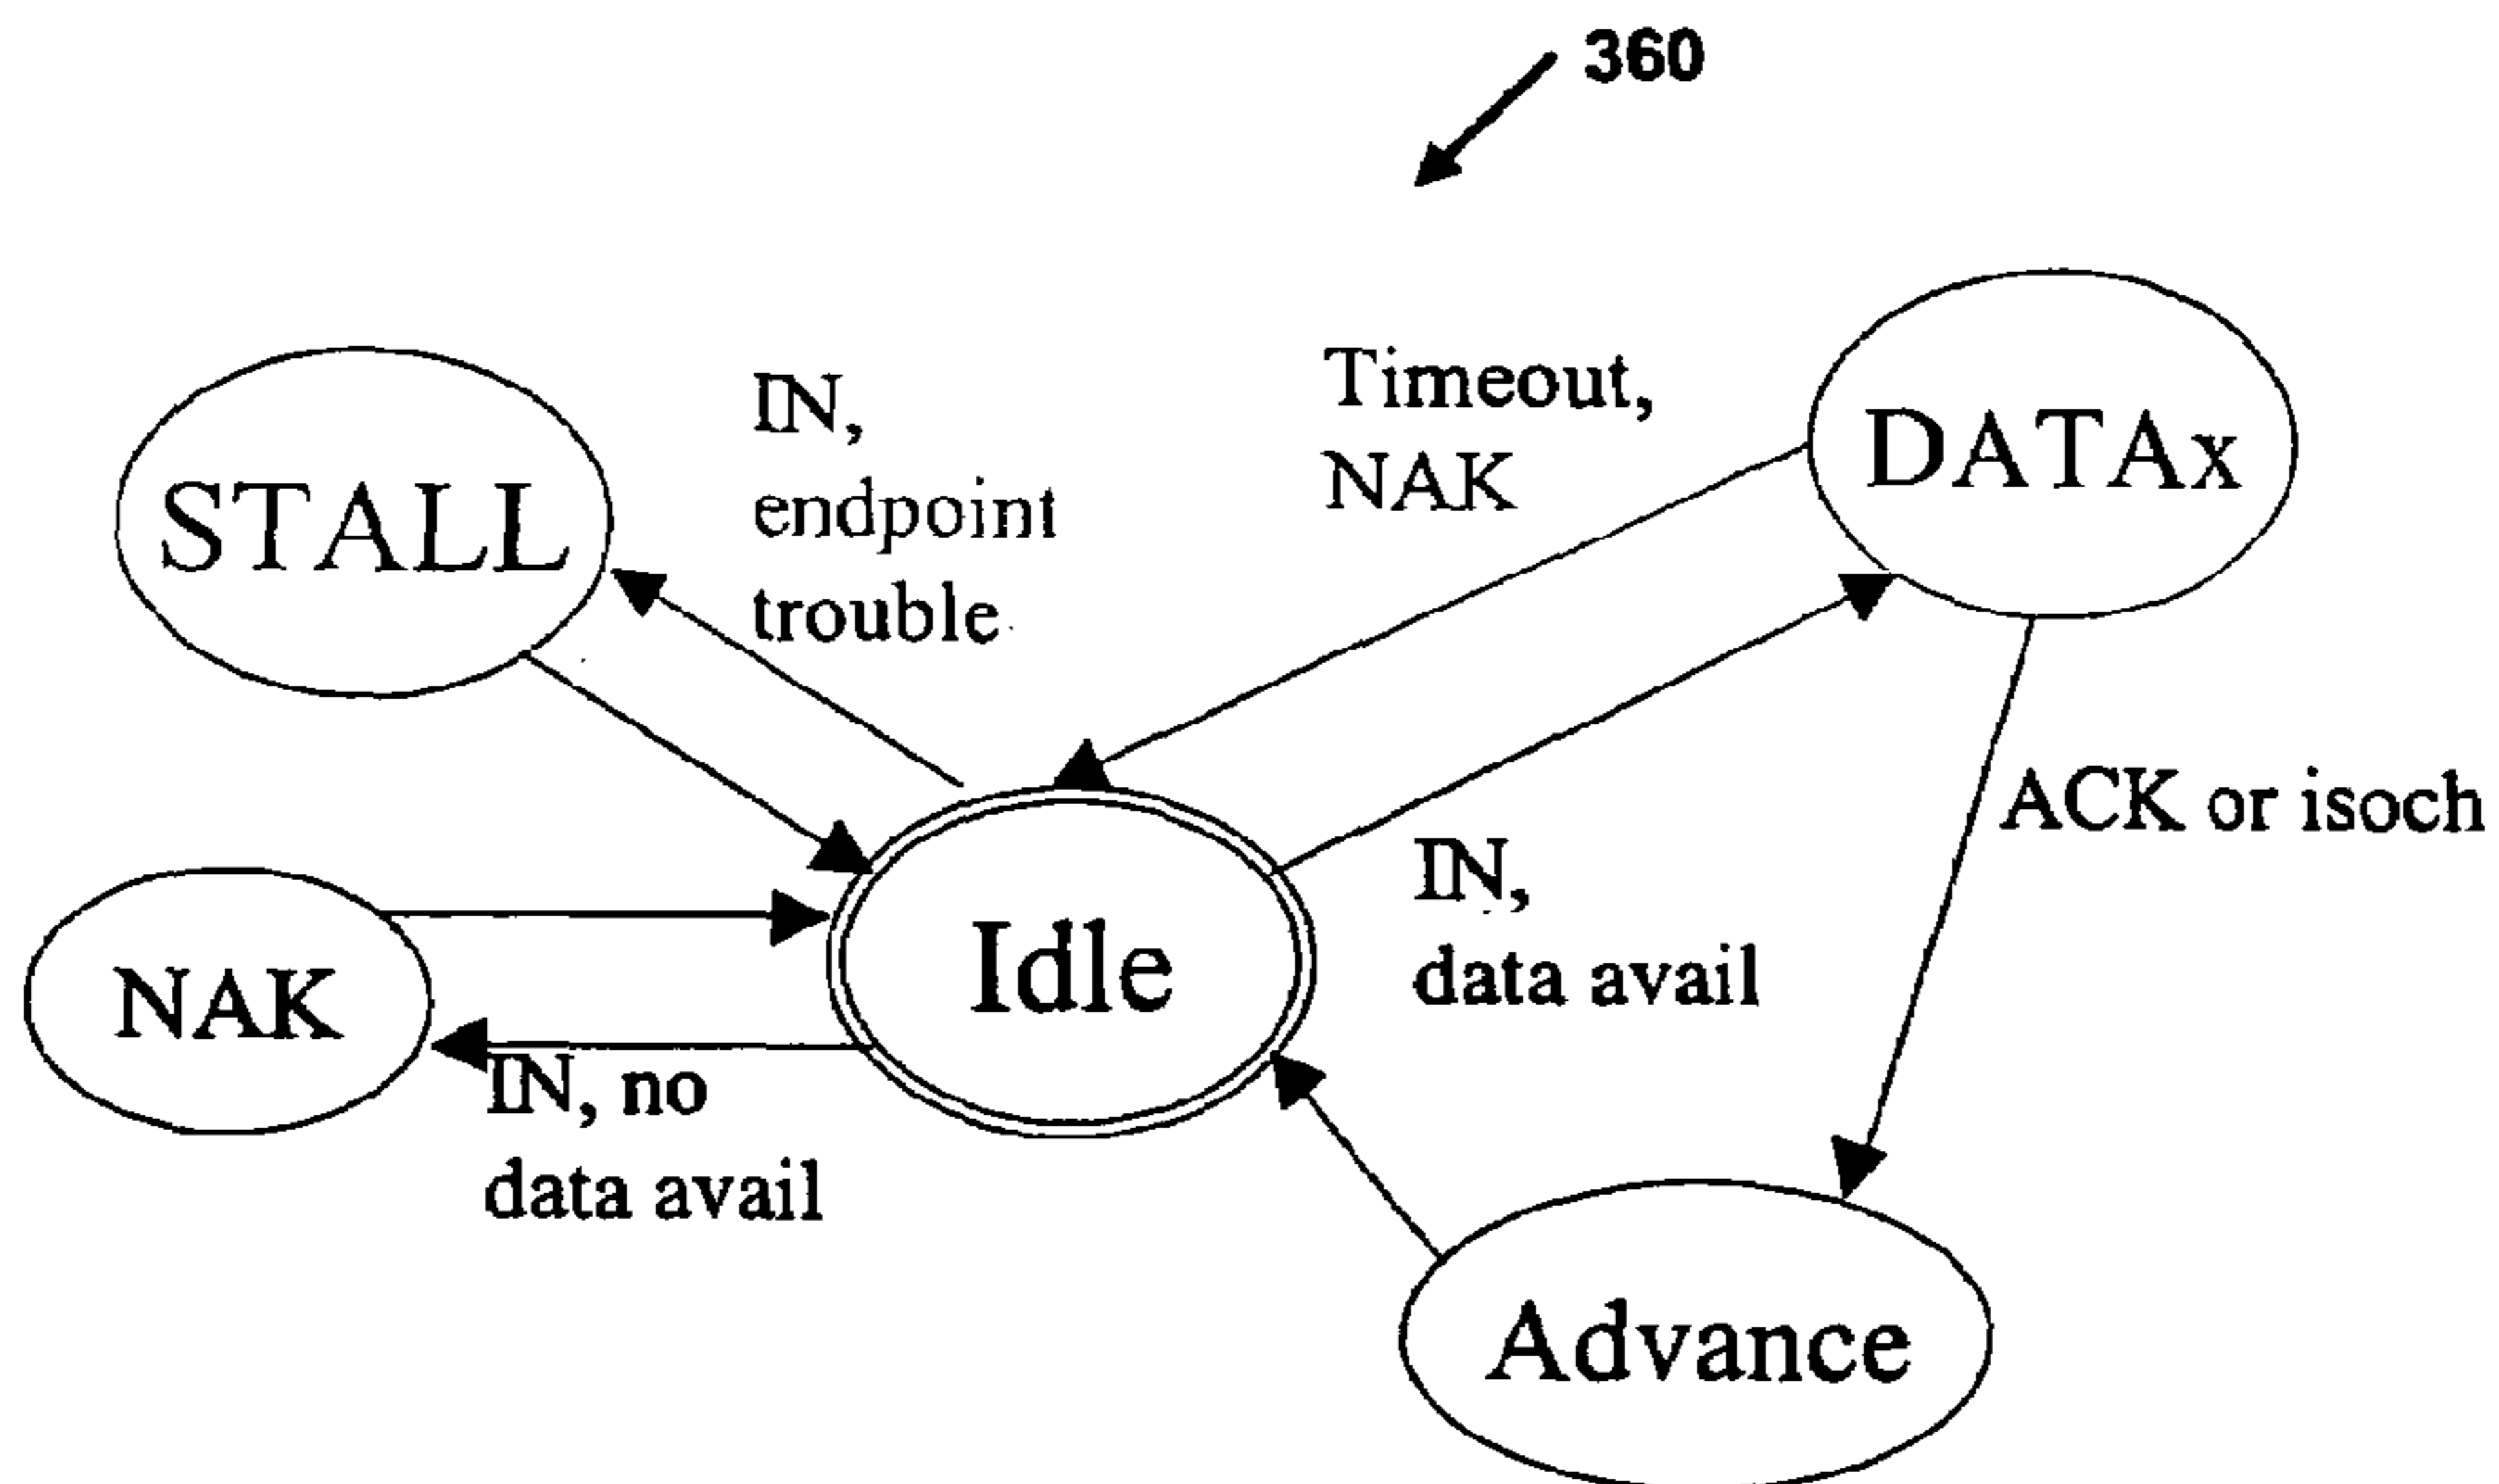 360
Timeout,
NAK
DATAx
IN,
endpoint
trouble
STALL
ACK or isoch
IN,
data avail
Idle
NAK
IN, no
data avail
Advance